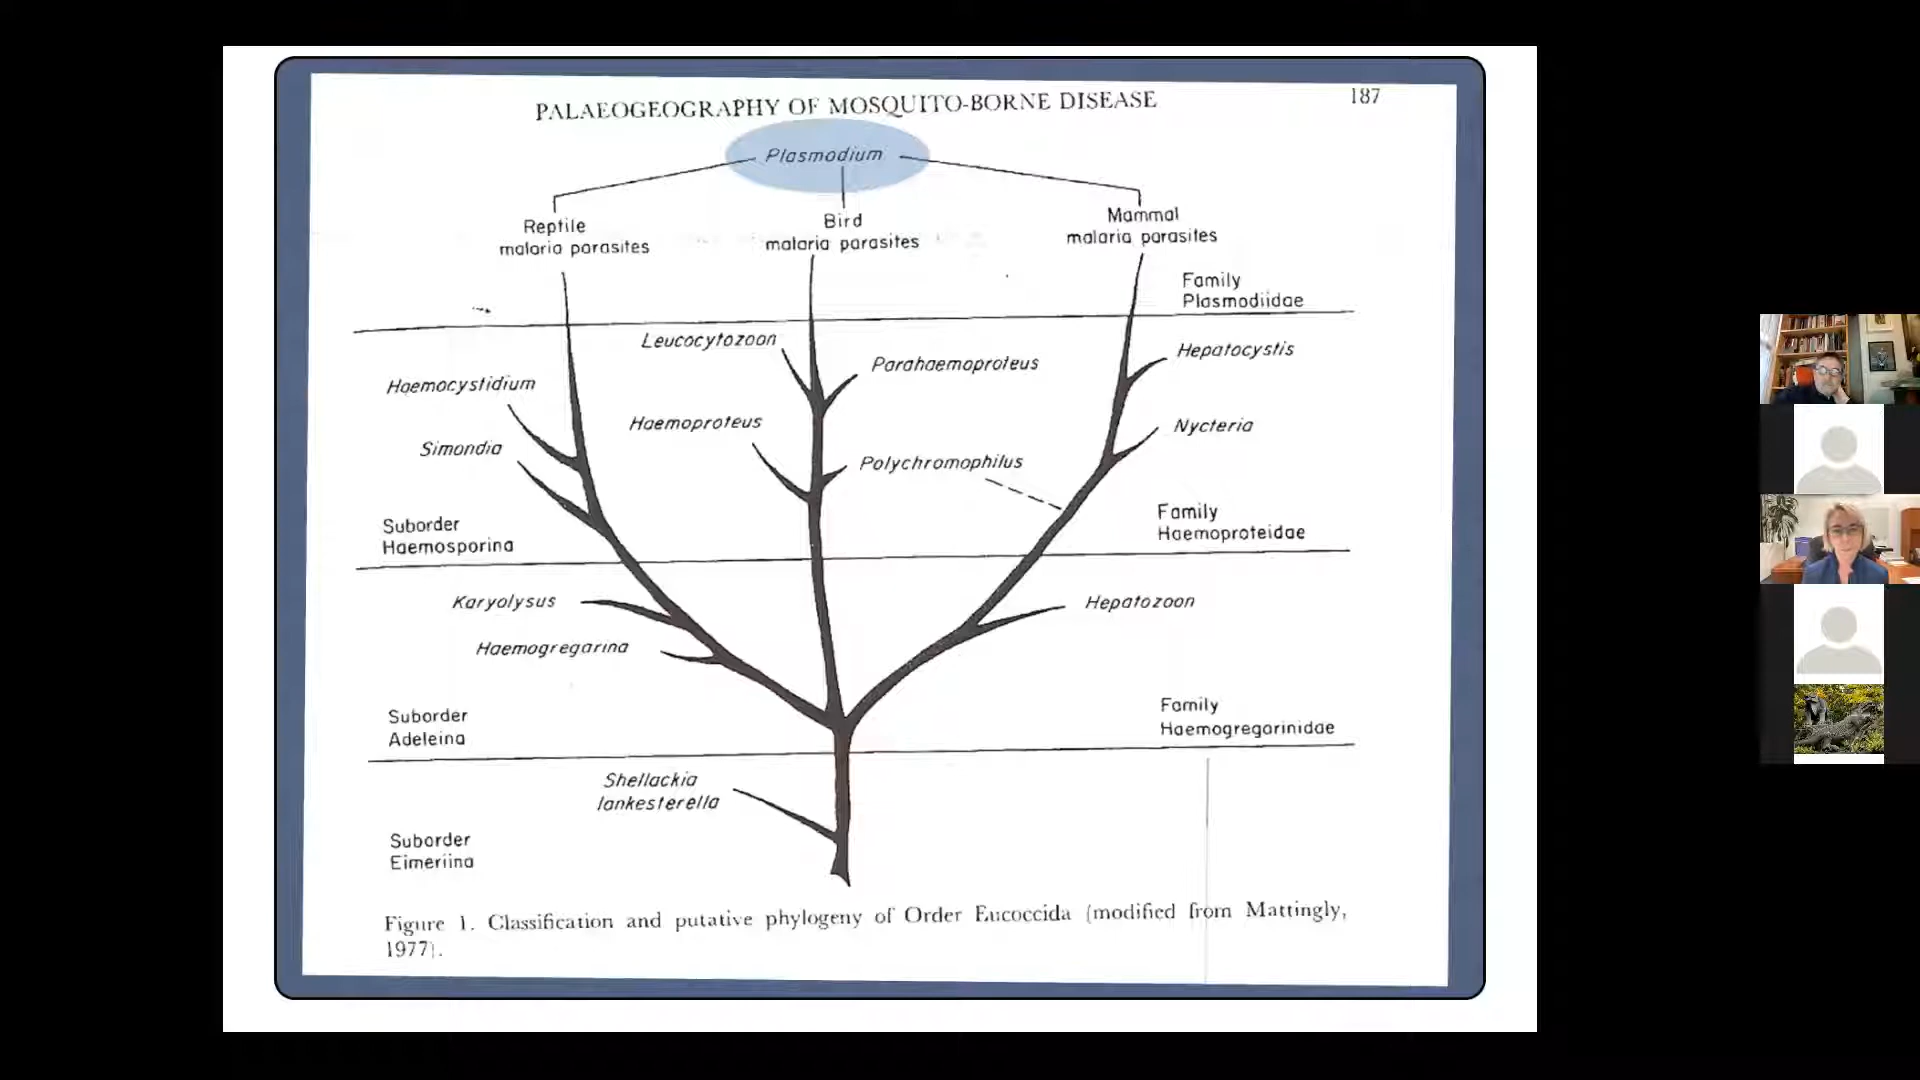 PALAEOGEOGRAPHY OF MOSQUITO-BORNE DISEASE
187
Plasmodium
Reptile
malaria parasites
Bird
malaria parasites
Mammal
malaria parasites
Family
Plasmodiidae
Leucocytozoon
Parahaemoproteus
Hepatocystis
Haemocystidium
Haemoproteus
Nycteria
Simondia
Polychromophilus
Suborder
Haemosporina
Family
Haemoproteidae
Karyolysus
Hepatozoon
Haemogregarina
Suborder
Adeleina
Family
Haemogregarinidae
Shellackia
lankesterella
Suborder
Eimeriina
Figure 1. Classification and putative phylogeny of Order Eucoccida (modified from Mattingly,
1977).